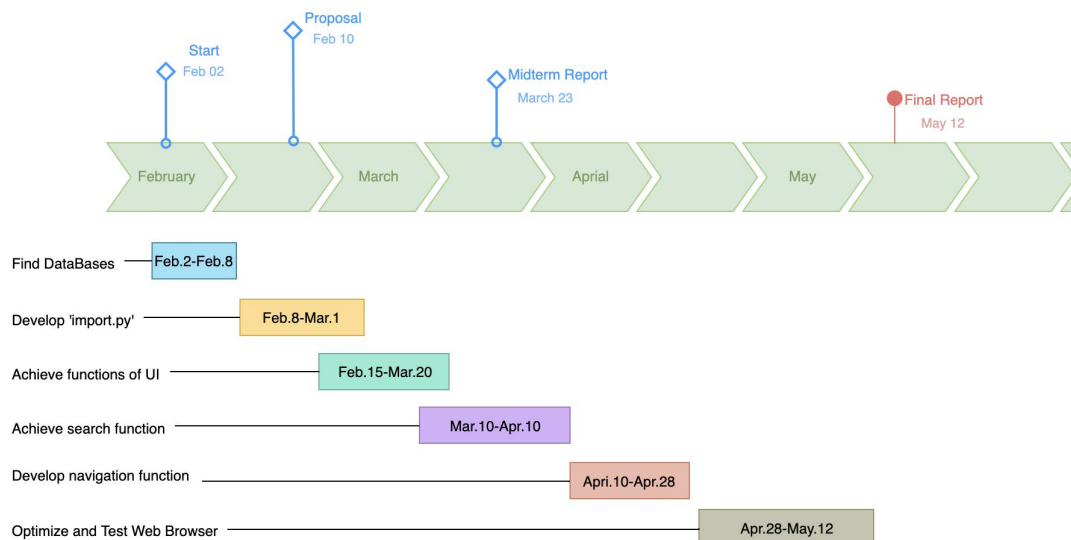 Proposal
Feb 10
Start
Feb 02
Midterm Report
March 23
Final Report
May 12
February
March
Aprial
May
Find DataBases
Feb.2-Feb.8
Develop 'import.py'
Feb.8-Mar.1
Achieve functions of UI
Feb.15-Mar.20
Achieve search function
Mar.10-Apr.10
Develop navigation function
Apri.10-Apr.28
Optimize and Test Web Browser
Apr.28-May.12